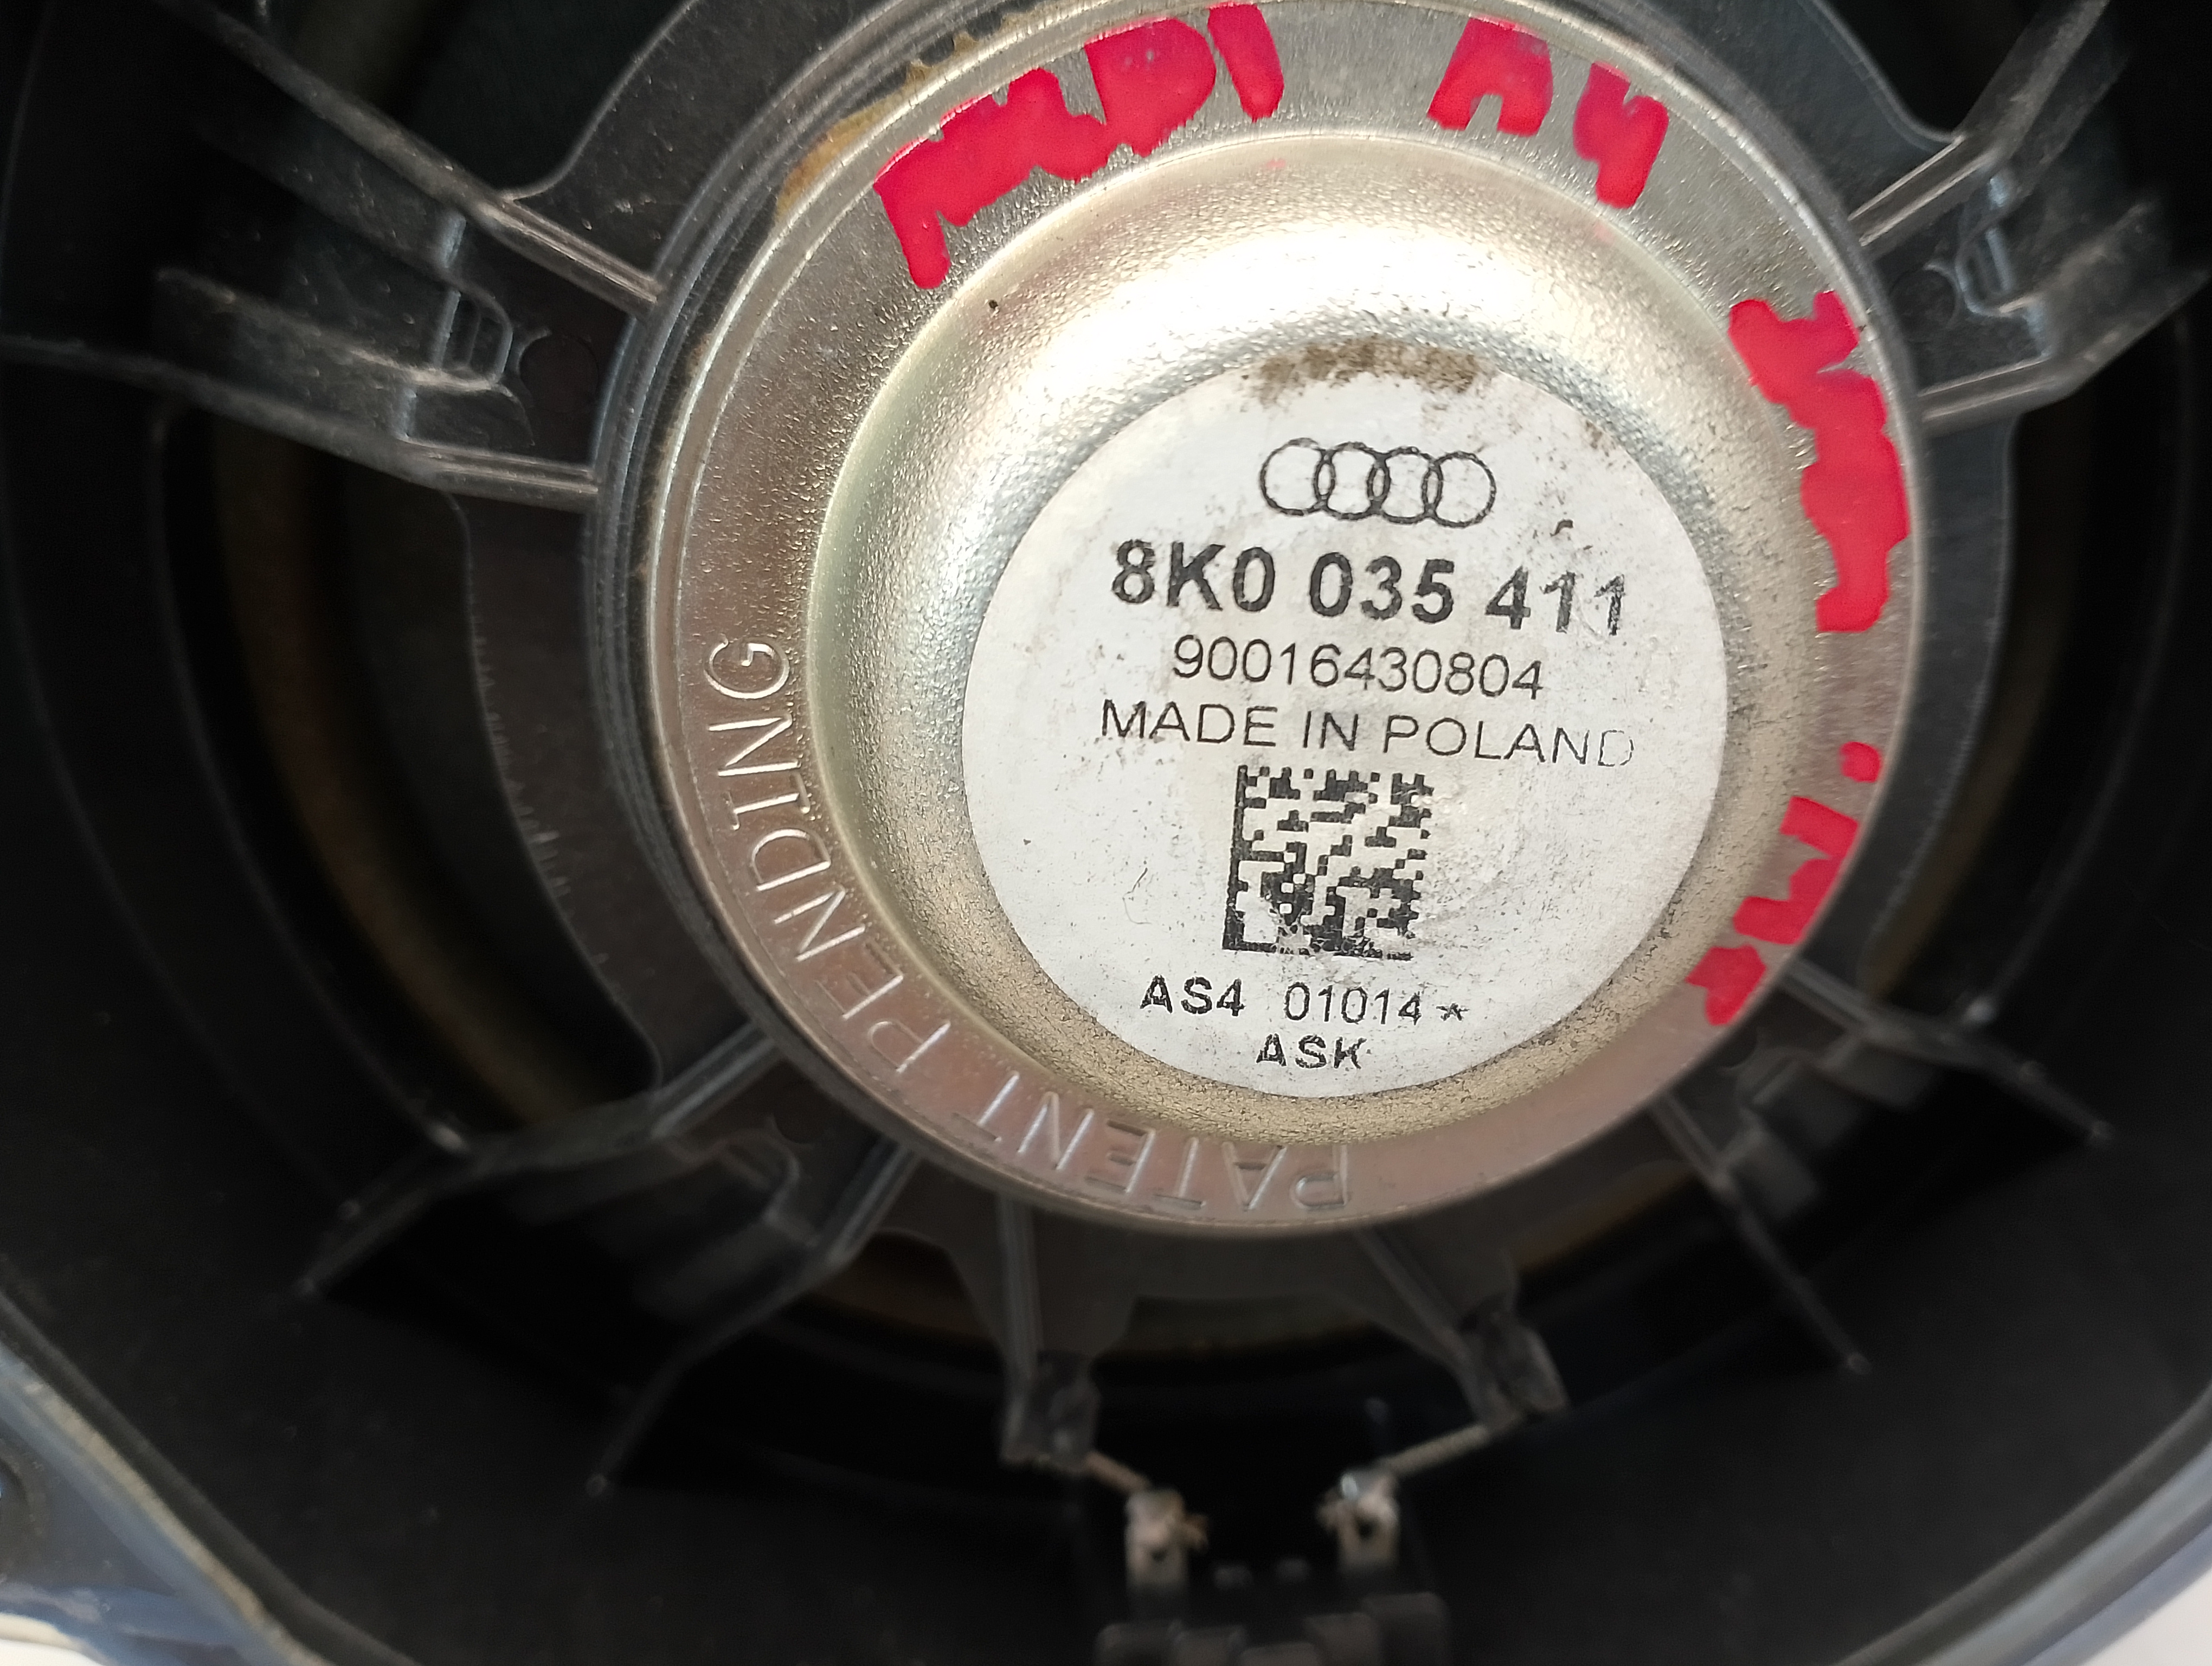 AUDI A4
8K0 035 411
90016430804
MADE IN POLAND
AS4 01014*
ASK
PATENT PENDING